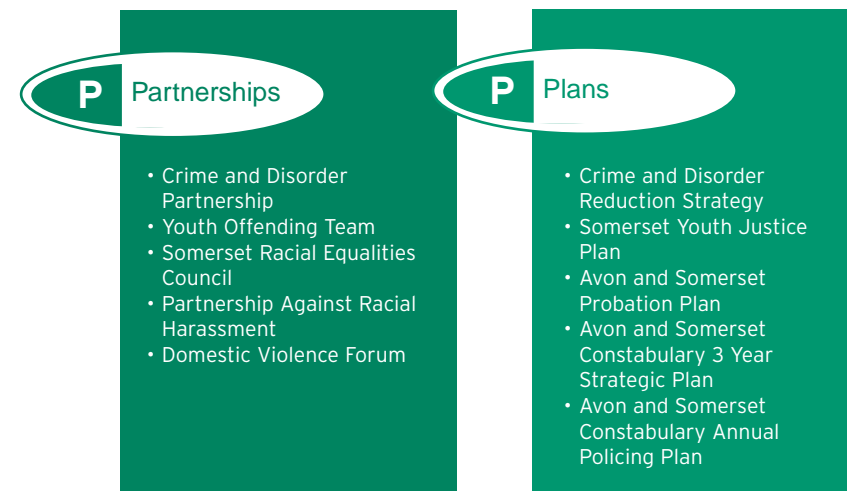 P Partnerships
• Crime and Disorder
Partnership
• Youth Offending Team
• Somerset Racial Equalities
Council
• Partnership Against Racial
Harassment
• Domestic Violence Forum
P Plans
• Crime and Disorder
Reduction Strategy
• Somerset Youth Justice
Plan
• Avon and Somerset
Probation Plan
• Avon and Somerset
Constabulary 3 Year
Strategic Plan
• Avon and Somerset
Constabulary Annual
Policing Plan